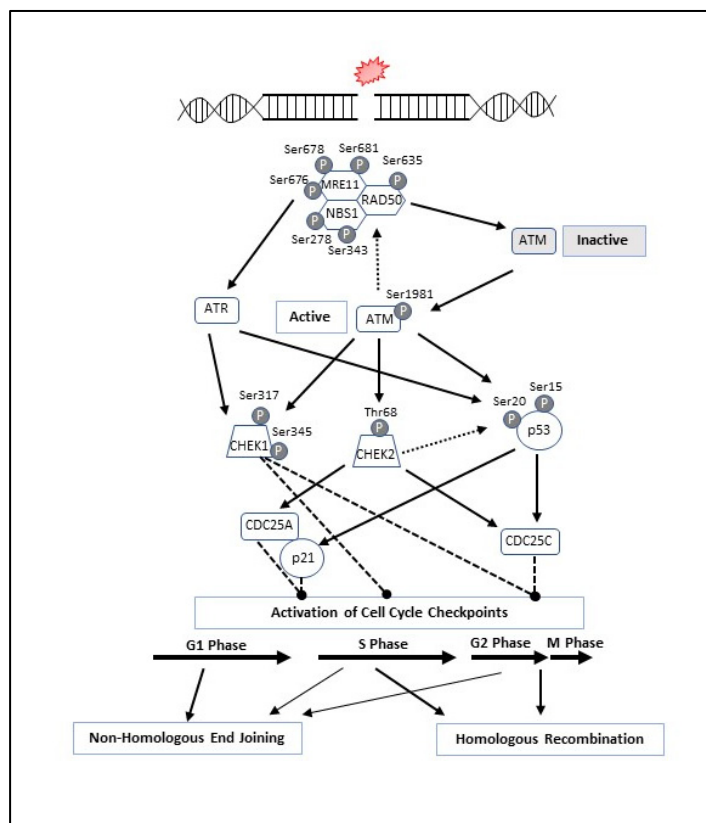 Ser678
Ser681
Ser635
P
P
P
Ser676
P
MRE11
RAD50
NBS1
P
Ser278
P
Ser343
ATM
Inactive
Ser1981
ATR
Active
ATM
P
Ser317
P
Ser345
P
CHEK1
Thr68
P
CHEK2
Ser15
Ser20
P
P
p53
CDC25A
p21
CDC25C
Activation of Cell Cycle Checkpoints
G1 Phase
S Phase
G2 Phase
M Phase
Non-Homologous End Joining
Homologous Recombination